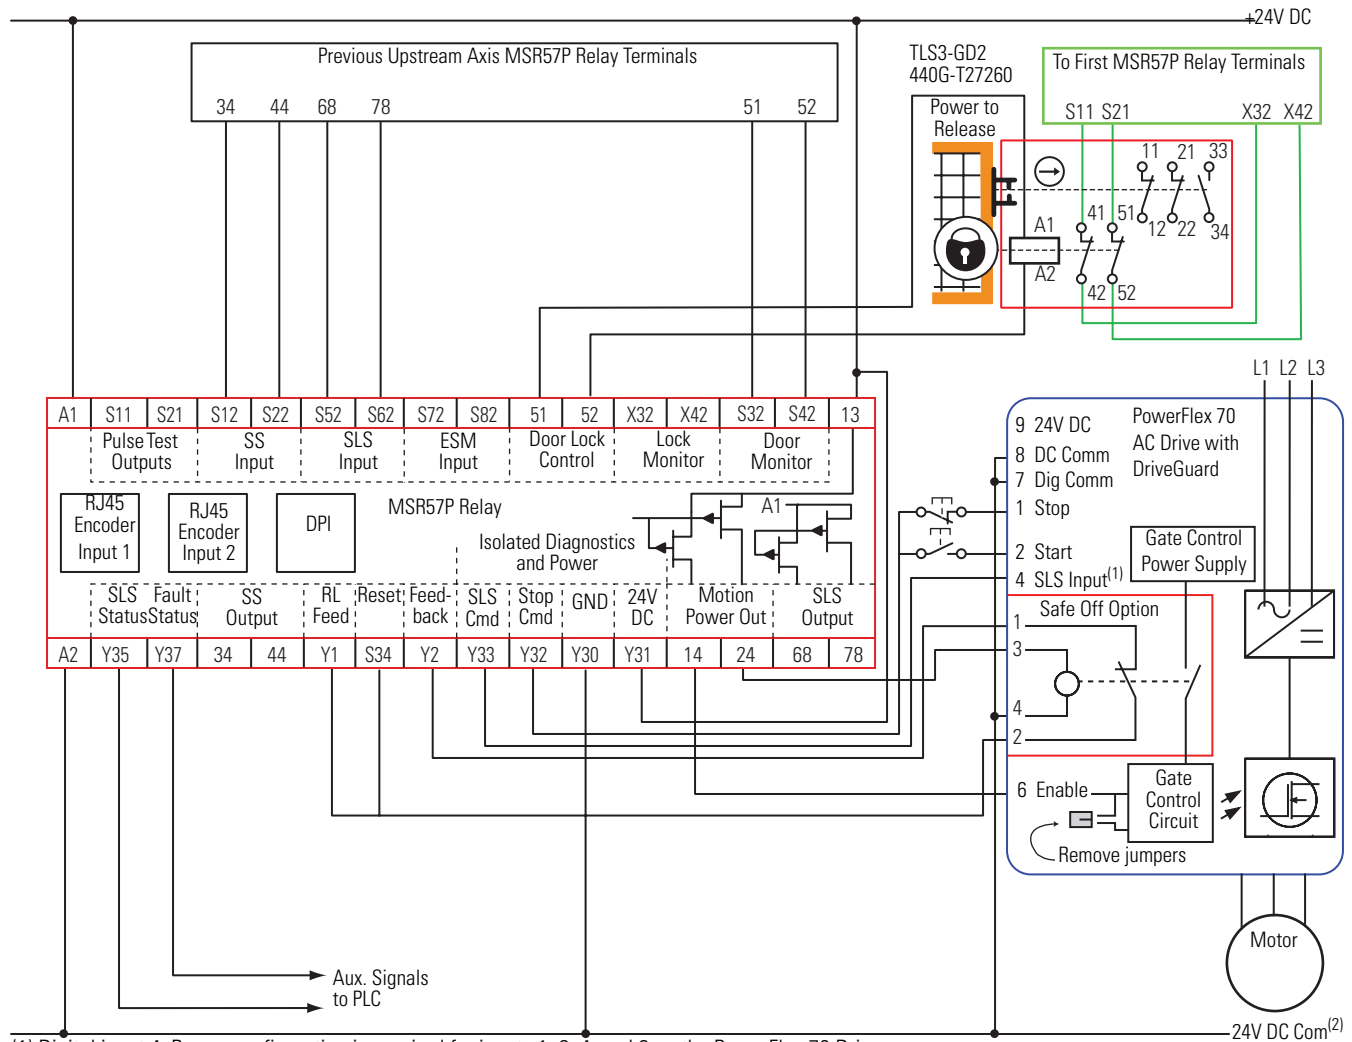 +24V DC
Previous Upstream Axis MSR57P Relay Terminals
34 44 68 78 51 52
TLS3-GD2
440G-T27260
Power to
Release
To First MSR57P Relay Terminals
S11 S21 X32 X42
11 21 33
12 22 34
41 51
42 52
A1
A2
L1 L2 L3
A1 S11 S21 S12 S22 S52 S62 S72 S82 51 52 X32 X42 S32 S42 13
Pulse Test
Outputs
SS
Input
SLS
Input
ESM
Input
Door Lock
Control
Lock
Monitor
Door
Monitor
RJ45
Encoder
Input 1
RJ45
Encoder
Input 2
DPI
MSR57P Relay
A1
Isolated Diagnostics
and Power
SLS
Status
Fault
Status
SS
Output
RL
Feed
Reset
Feed-
back
SLS
Cmd
Stop
Cmd
GND
24V
DC
Motion
Power Out
SLS
Output
A2 Y35 Y37 34 44 Y1 S34 Y2 Y33 Y32 Y30 Y31 14 24 68 78
9 24V DC
8 DC Comm
7 Dig Comm
1 Stop
2 Start
4 SLS Input(1)
PowerFlex 70
AC Drive with
DriveGuard
Gate Control
Power Supply
Safe Off Option
1
3
4
2
6 Enable
Gate
Control
Circuit
Remove jumpers
Motor
Aux. Signals
to PLC
24V DC Com(2)